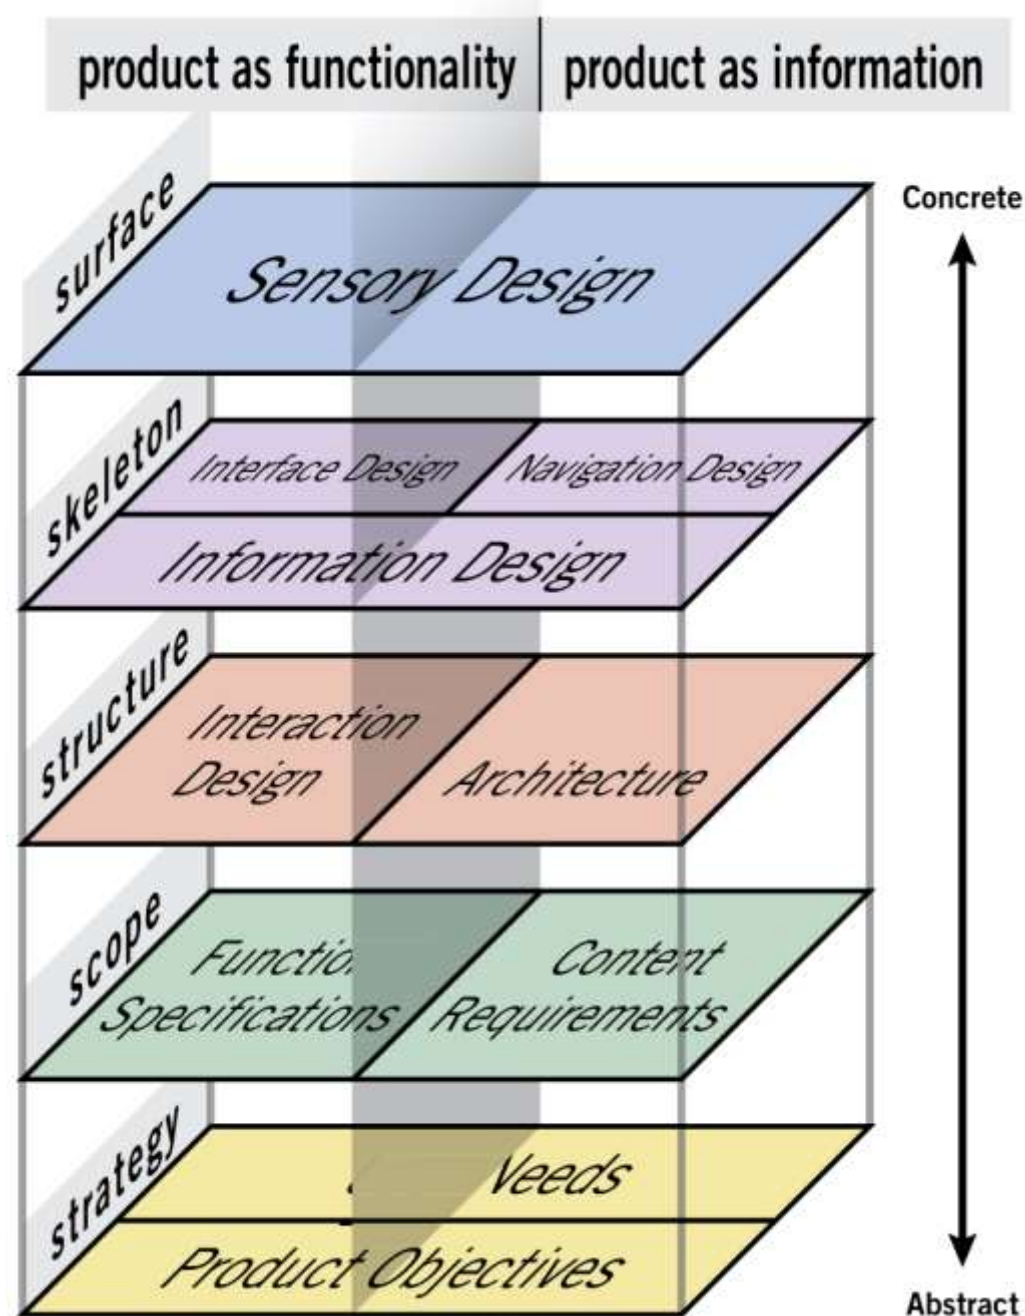 product as functionality
product as information
Concrete
surface
Sensory Design
skeleton
Interface Design
Navigation Design
Information Design
structure
Interaction
Design
Architecture
scope
Functio
Specifications
Content
Requirements
strategy
Product Objectives
Abstract